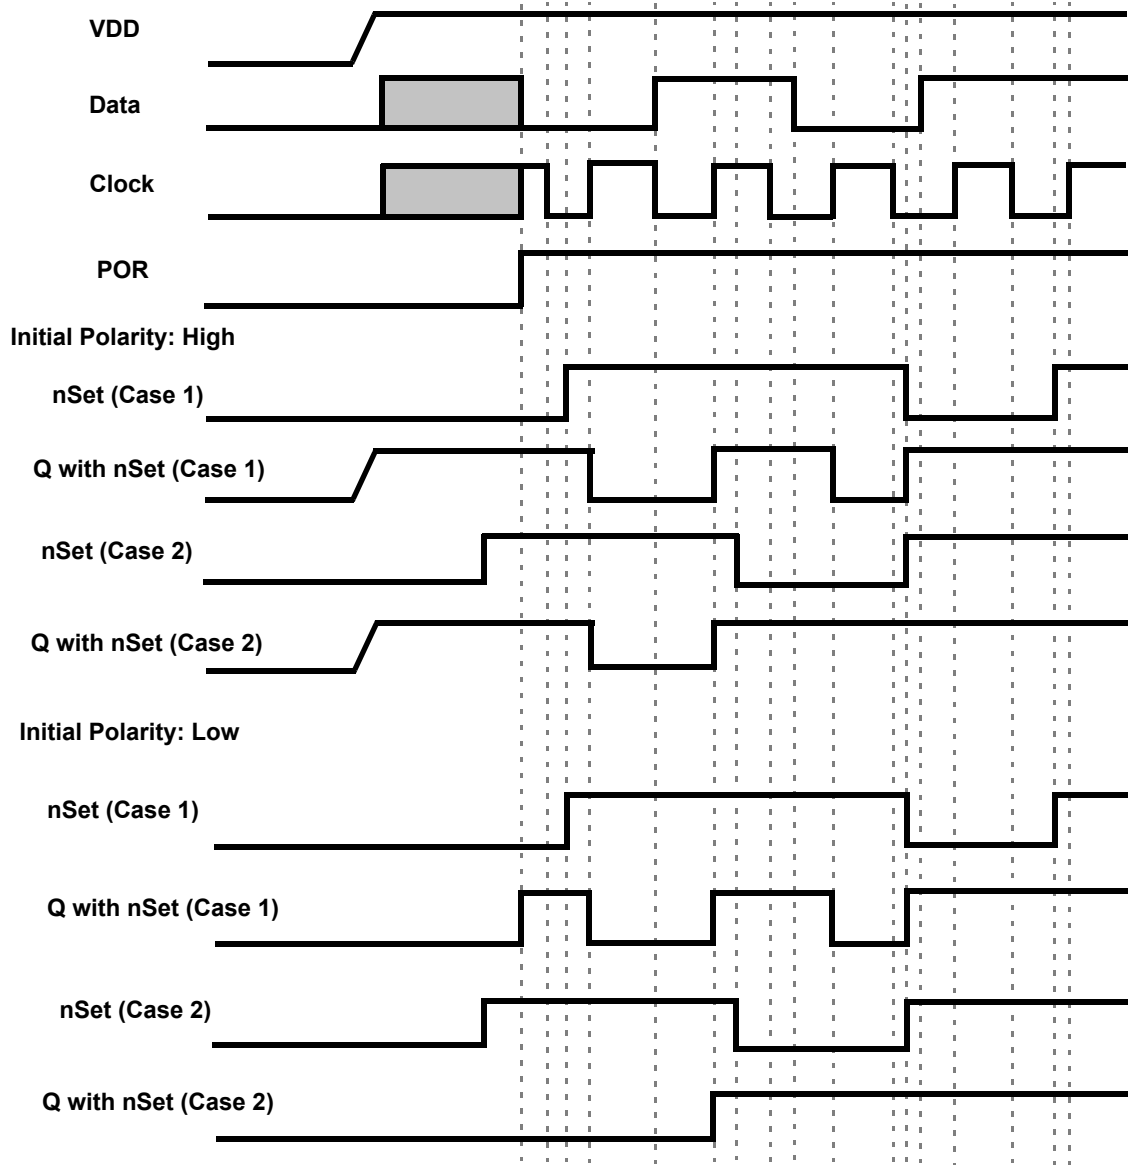 VDD
Data
Clock
POR
Initial Polarity: High
nSet (Case 1)
Q with nSet (Case 1)
nSet (Case 2)
Q with nSet (Case 2)
Initial Polarity: Low
nSet (Case 1)
Q with nSet (Case 1)
nSet (Case 2)
Q with nSet (Case 2)